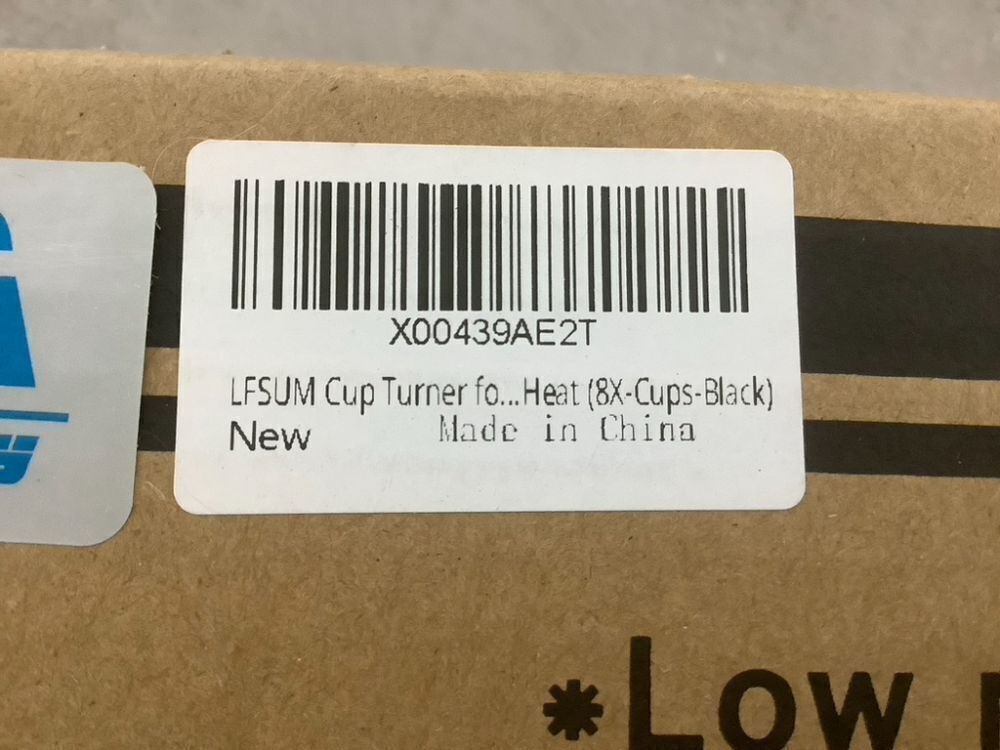 X00439AE2T
LFSUM Cup Turner fo...Heat (8X-Cups-Black)
New Made in China
*Low